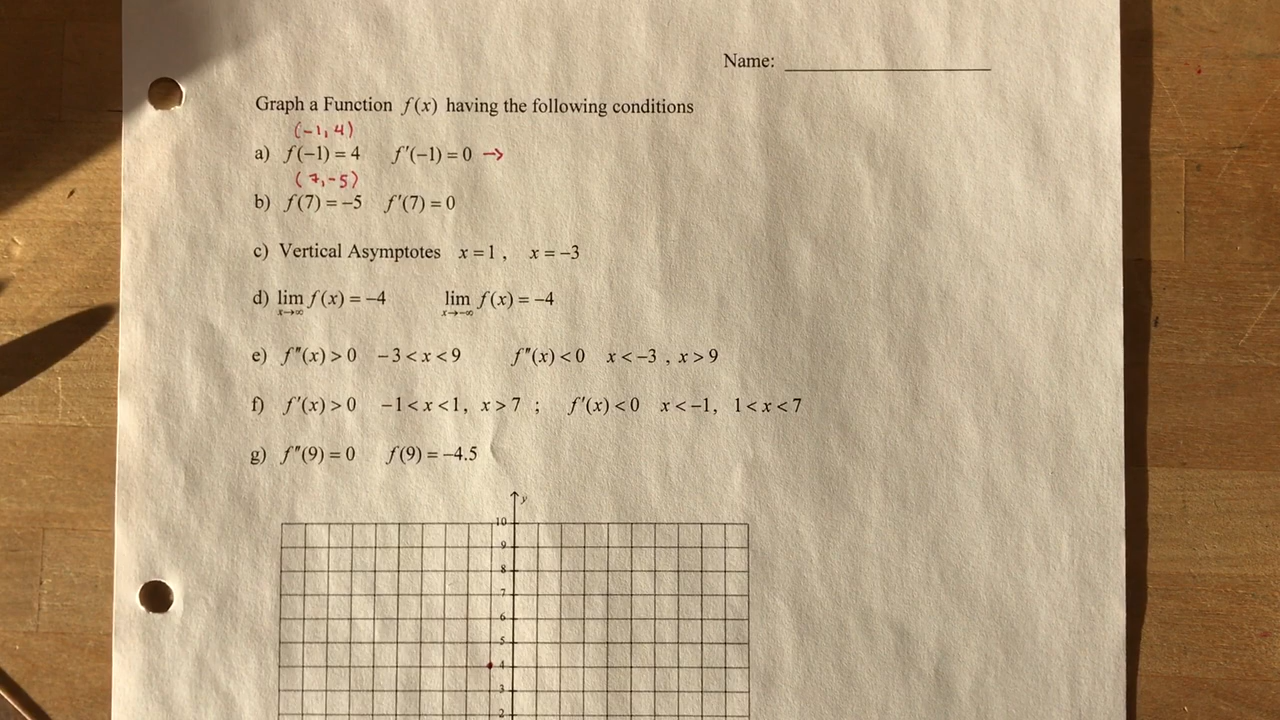 Name: ____________________
Graph a Function f(x) having the following conditions
(-1, 4)
a) f(−1) = 4 f′(−1) = 0 →
(7, -5)
b) f(7) = −5 f′(7) = 0
c) Vertical Asymptotes x = 1 , x = −3
d) lim x→∞ f(x) = −4 lim x→−∞ f(x) = −4
e) f″(x) > 0 −3 < x < 9 f″(x) < 0 x < −3 , x > 9
f) f′(x) > 0 −1 < x < 1, x > 7 ; f′(x) < 0 x < −1, 1 < x < 7
g) f″(9) = 0 f(9) = −4.5
y
10
9
8
7
6
5
4
3
2